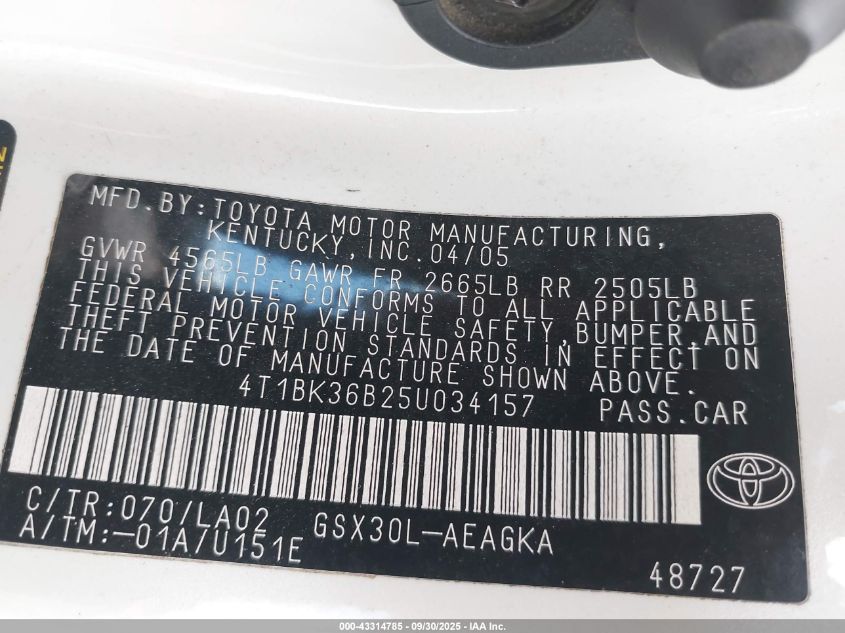 MFD.BY:TOYOTA MOTOR MANUFACTURING,
KENTUCKY,INC.04/05
GVWR 4565LB GAWR FR 2665LB RR 2505LB
THIS VEHICLE CONFORMS TO ALL APPLICABLE
FEDERAL MOTOR VEHICLE SAFETY,BUMPER,AND
THEFT PREVENTION STANDARDS IN EFFECT ON
THE DATE OF MANUFACTURE SHOWN ABOVE.
4T1BK36B25U034157 PASS.CAR
C/TR:070/LA02 GSX30L-AEAGKA
A/TM:-01A/U151E
48727
000-43314785 - 09/30/2025 - IAA Inc.